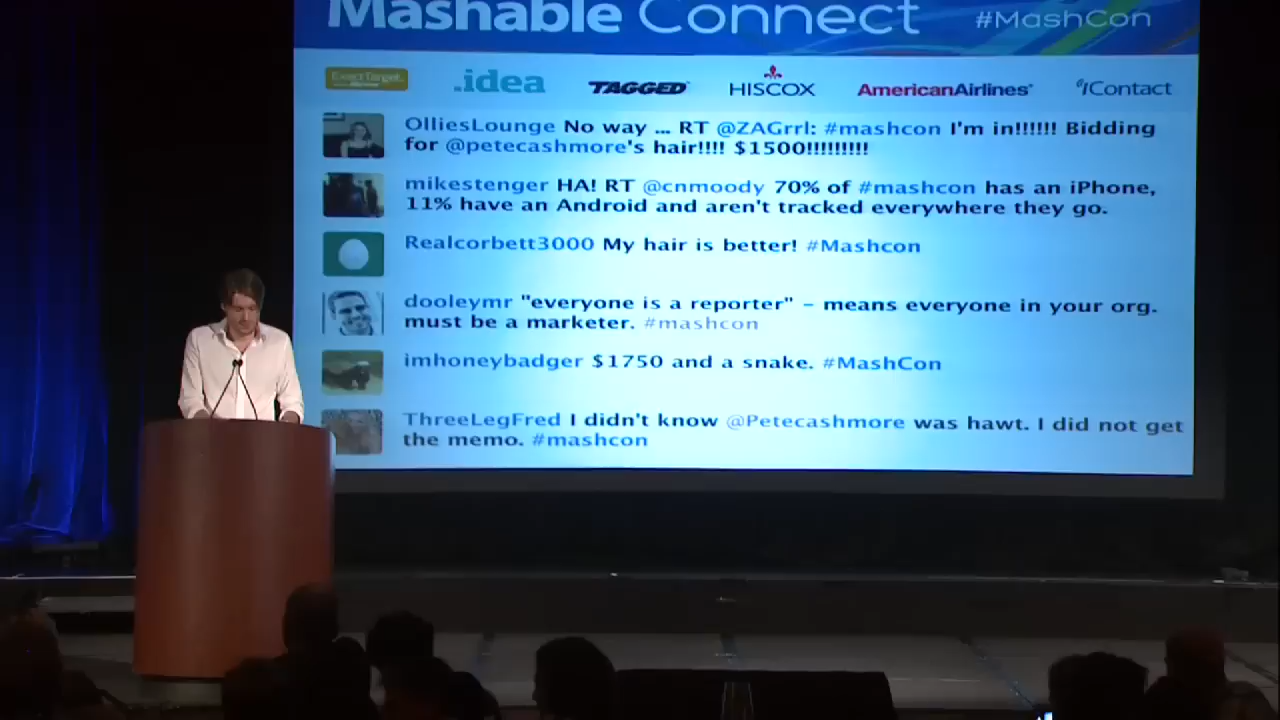 Mashable Connect #MashCon
ExactTarget. .idea TAGGED HISCOX AmericanAirlines iContact
OlliesLounge No way ... RT @ZAGrrl: #mashcon I'm in!!!!!! Bidding
for @petecashmore's hair!!!! $1500!!!!!!!!!
mikestenger HA! RT @cnmoody 70% of #mashcon has an iPhone,
11% have an Android and aren't tracked everywhere they go.
Realcorbett3000 My hair is better! #Mashcon
dooleymr "everyone is a reporter" – means everyone in your org.
must be a marketer. #mashcon
imhoneybadger $1750 and a snake. #MashCon
ThreeLegFred I didn't know @Petecashmore was hawt. I did not get
the memo. #mashcon